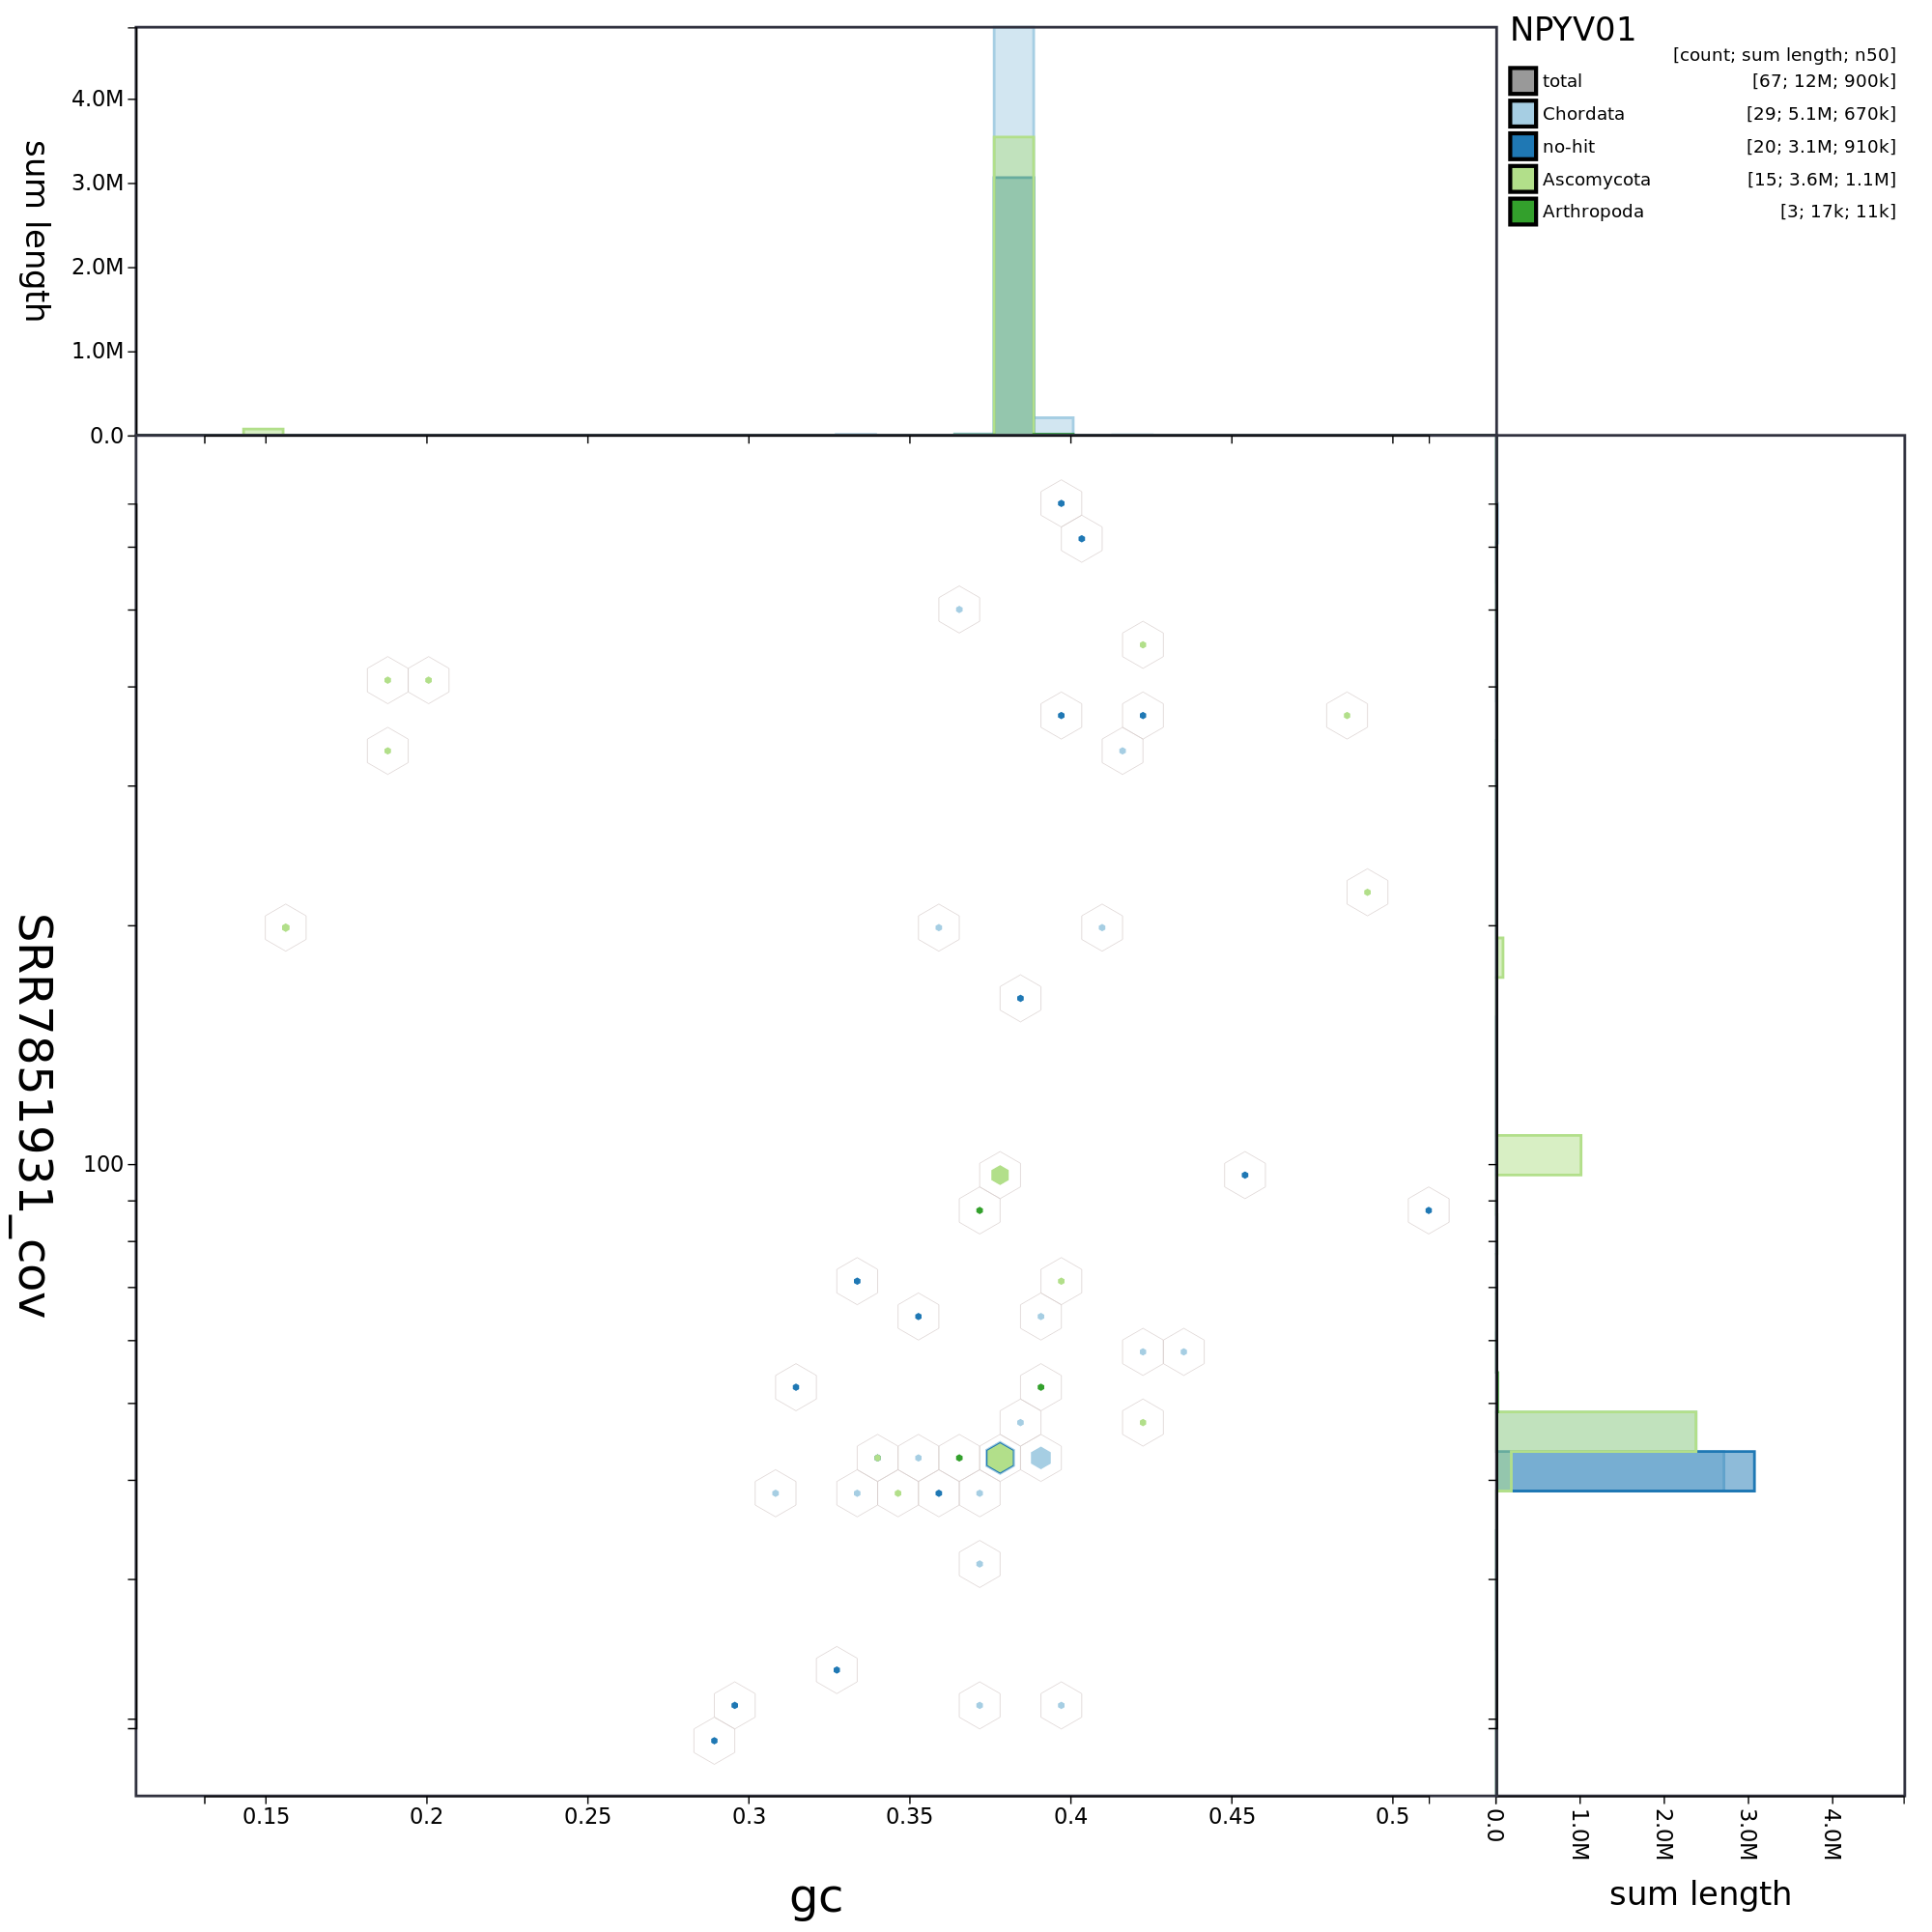 NPYV01
[count; sum length; n50]
total [67; 12M; 900k]
Chordata [29; 5.1M; 670k]
no-hit [20; 3.1M; 910k]
Ascomycota [15; 3.6M; 1.1M]
Arthropoda [3; 17k; 11k]
sum length
4.0M
3.0M
2.0M
1.0M
0.0
SRR7851931_cov
100
0.15 0.2 0.25 0.3 0.35 0.4 0.45 0.5
gc
0.0 1.0M 2.0M 3.0M 4.0M
sum length